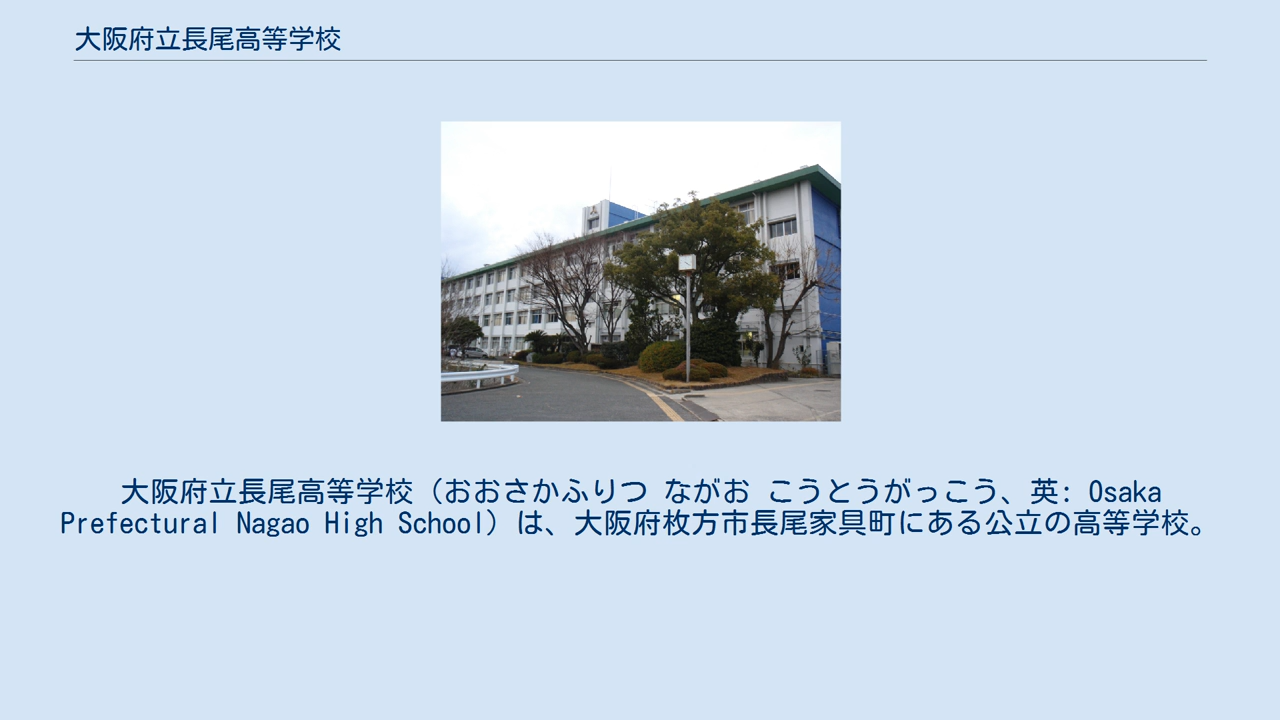 大阪府立長尾高等学校
大阪府立長尾高等学校（おおさかふりつ ながお こうとうがっこう、英: Osaka
Prefectural Nagao High School）は、大阪府枚方市長尾家具町にある公立の高等学校。